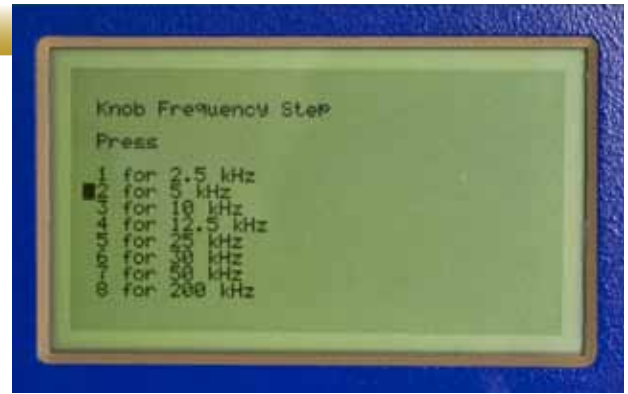 Knob Frequency Step
Press
1 for 2.5 kHz
2 for 5 kHz
3 for 10 kHz
4 for 12.5 kHz
5 for 25 kHz
6 for 30 kHz
7 for 50 kHz
8 for 200 kHz